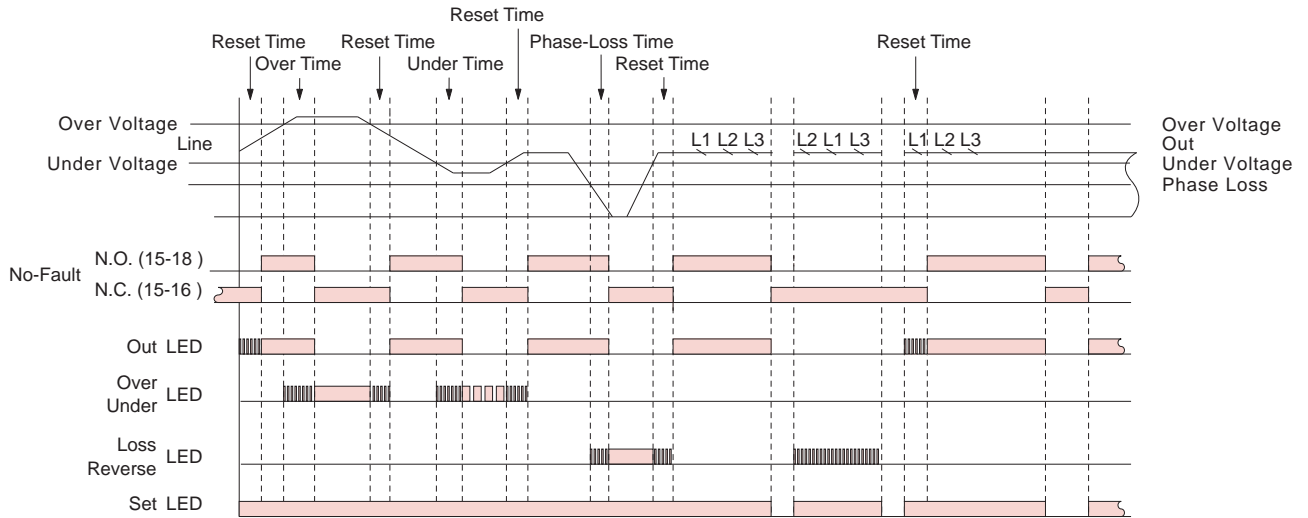 Reset Time
Reset Time Reset Time Phase-Loss Time Reset Time
Over Time Under Time Reset Time
Over Voltage Over Voltage
Line L1 L2 L3 L2 L1 L3 L1 L2 L3 Out
Under Voltage Under Voltage
Phase Loss
N.O. (15-18 )
No-Fault
N.C. (15-16 )
Out LED
Over
LED
Under
Loss
LED
Reverse
Set LED